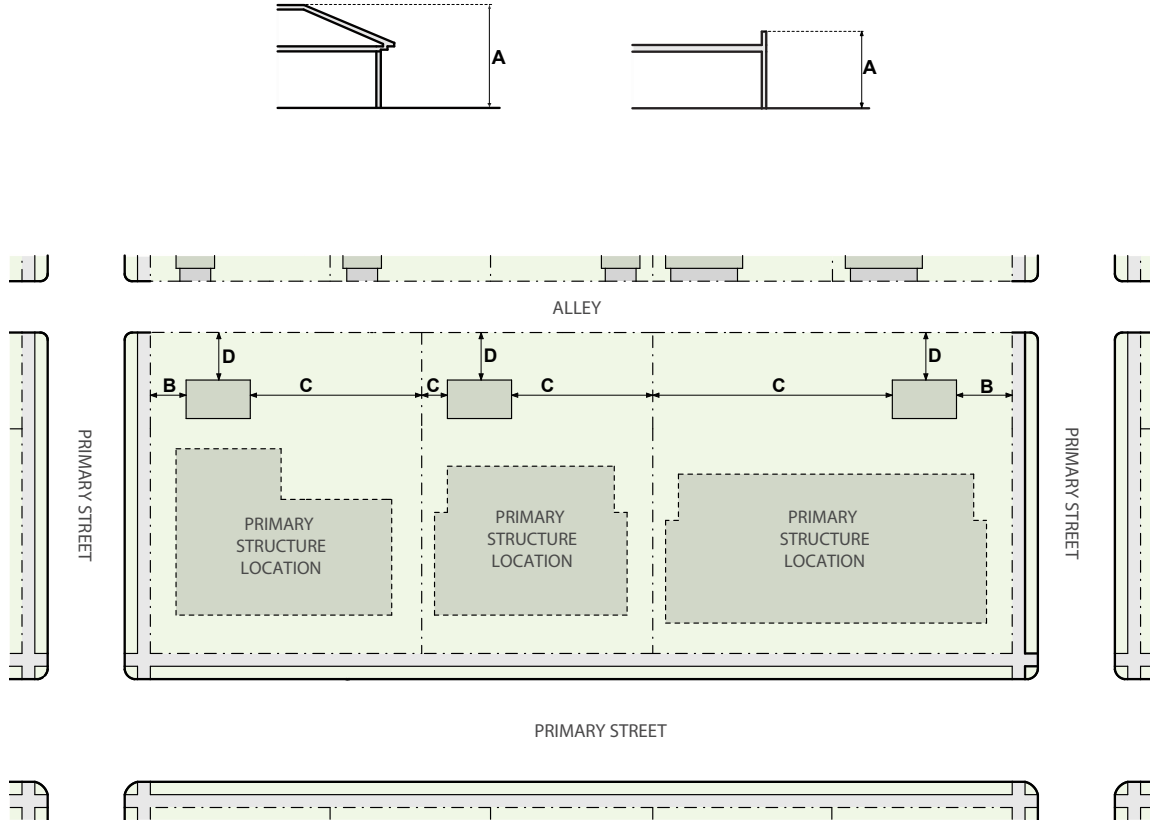 A
A
ALLEY
D
D
D
B
C
C
C
C
B
PRIMARY STREET
PRIMARY STREET
PRIMARY
STRUCTURE
LOCATION
PRIMARY
STRUCTURE
LOCATION
PRIMARY
STRUCTURE
LOCATION
PRIMARY STREET